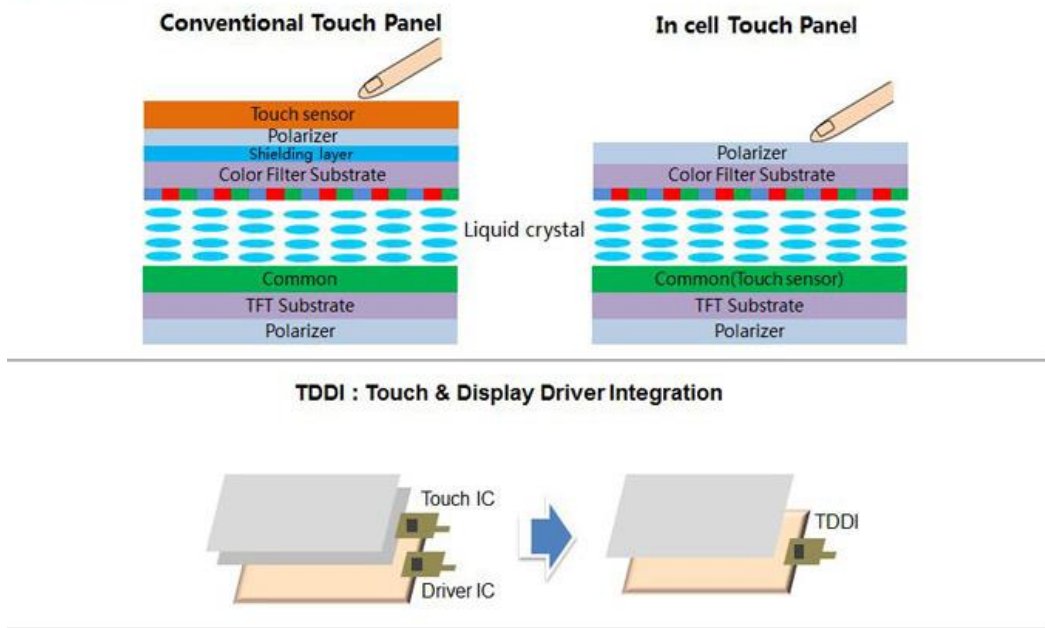 Conventional Touch Panel
In cell Touch Panel
Touch sensor
Polarizer
Shielding layer
Color Filter Substrate
Polarizer
Color Filter Substrate
Liquid crystal
Common
TFT Substrate
Polarizer
Common(Touch sensor)
TFT Substrate
Polarizer
TDDI : Touch & Display Driver Integration
Touch IC
Driver IC
TDDI